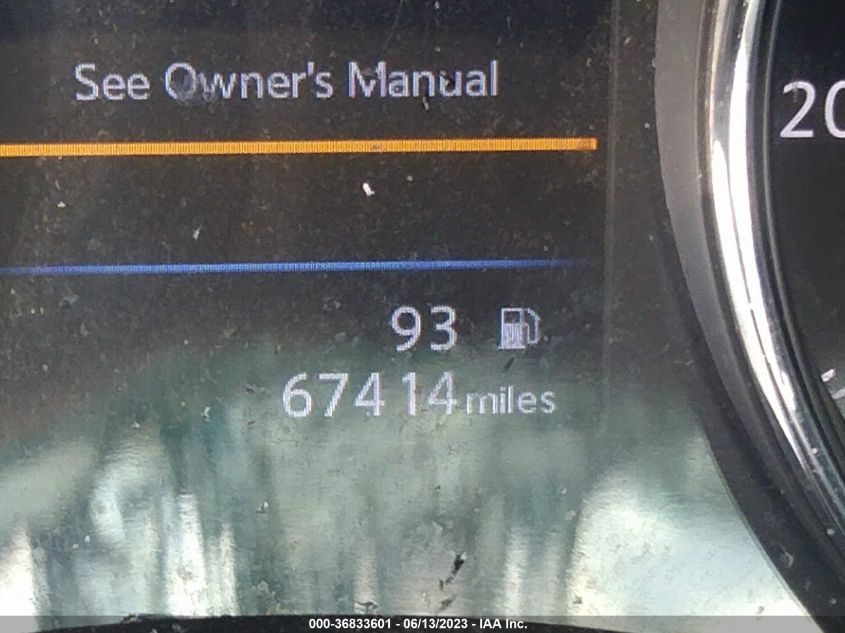 See Owner's Manual
20
93
67414 miles
000-36833601 - 06/13/2023 - IAA Inc.